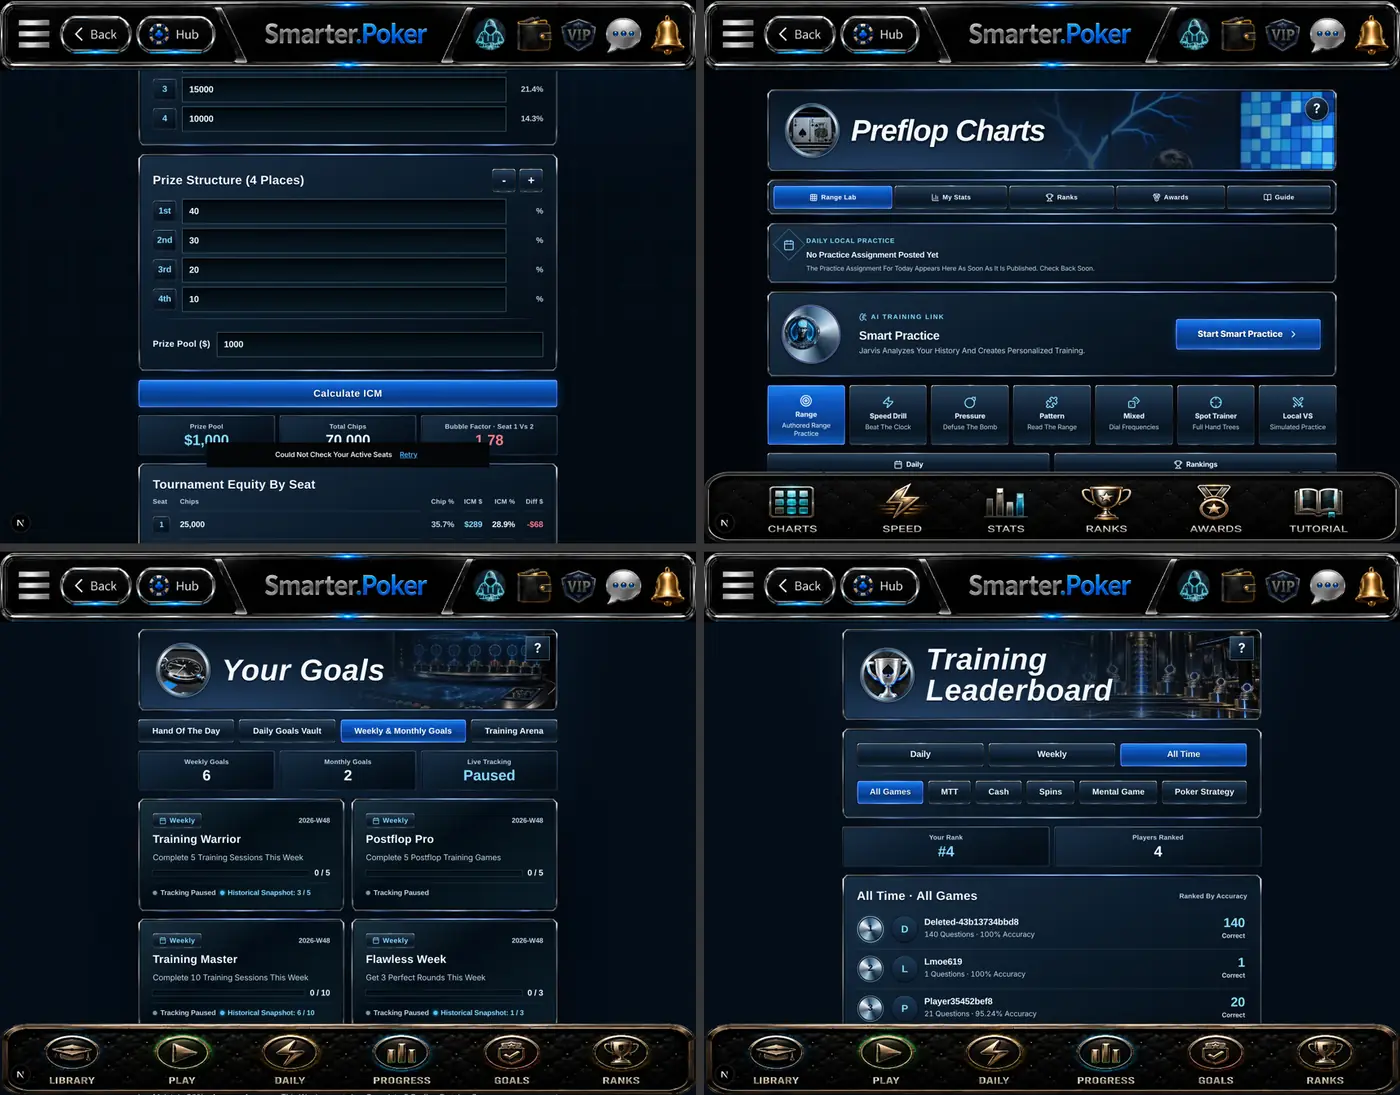 Back
Hub
Smarter.Poker
VIP
3
15000
21.4%
4
10000
14.3%
Prize Structure (4 Places)
-
+
1st
40
%
2nd
30
%
3rd
20
%
4th
10
%
Prize Pool ($)
1000
Calculate ICM
Prize Pool
$1,000
Total Chips
70,000
Bubble Factor · Seat 1 Vs 2
1.78
Could Not Check Your Active Seats Retry
Tournament Equity By Seat
Seat Chips Chip % ICM $ ICM % Diff $
1 25,000 35.7% $289 28.9% -$68
N
Back
Hub
Smarter.Poker
VIP
Preflop Charts
?
Range Lab
My Stats
Ranks
Awards
Guide
DAILY LOCAL PRACTICE
No Practice Assignment Posted Yet
The Practice Assignment For Today Appears Here As Soon As It Is Published. Check Back Soon.
AI TRAINING LINK
Smart Practice
Jarvis Analyzes Your History And Creates Personalized Training.
Start Smart Practice
Range
Authored Range
Practice
Speed Drill
Beat The Clock
Pressure
Defuse The Bomb
Pattern
Read The Range
Mixed
Dial Frequencies
Spot Trainer
Full Hand Trees
Local VS
Simulated Practice
Daily
Rankings
N
CHARTS
SPEED
STATS
RANKS
AWARDS
TUTORIAL
Back
Hub
Smarter.Poker
VIP
Your Goals
?
Hand Of The Day
Daily Goals Vault
Weekly & Monthly Goals
Training Arena
Weekly Goals
6
Monthly Goals
2
Live Tracking
Paused
Weekly
2026-W48
Training Warrior
Complete 5 Training Sessions This Week
0 / 5
Tracking Paused
Historical Snapshot: 3 / 5
Weekly
2026-W48
Postflop Pro
Complete 5 Postflop Training Games
0 / 5
Tracking Paused
Weekly
2026-W48
Training Master
Complete 10 Training Sessions This Week
0 / 10
Tracking Paused
Historical Snapshot: 6 / 10
Weekly
2026-W48
Flawless Week
Get 3 Perfect Rounds This Week
0 / 3
Tracking Paused
Historical Snapshot: 1 / 3
N
LIBRARY
PLAY
DAILY
PROGRESS
GOALS
RANKS
Back
Hub
Smarter.Poker
VIP
Training
Leaderboard
?
Daily
Weekly
All Time
All Games
MTT
Cash
Spins
Mental Game
Poker Strategy
Your Rank
#4
Players Ranked
4
All Time · All Games
Ranked By Accuracy
D
Deleted-43b13734bbd8
140 Questions · 100% Accuracy
140
Correct
L
Lmoe619
1 Questions · 100% Accuracy
1
Correct
P
Player35452bef8
21 Questions · 95.24% Accuracy
20
Correct
N
LIBRARY
PLAY
DAILY
PROGRESS
GOALS
RANKS